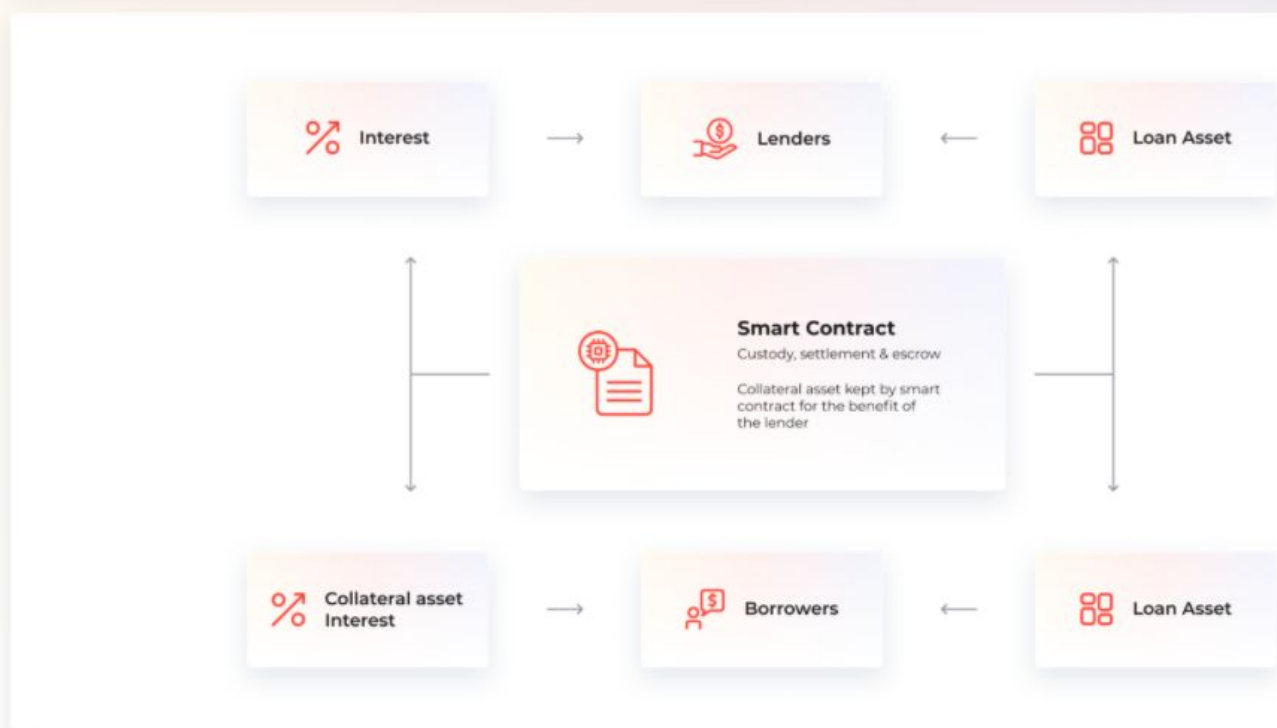 Interest
Lenders
Loan Asset
Smart Contract
Custody, settlement & escrow
Collateral asset kept by smart
contract for the benefit of
the lender
Collateral asset
Interest
Borrowers
Loan Asset